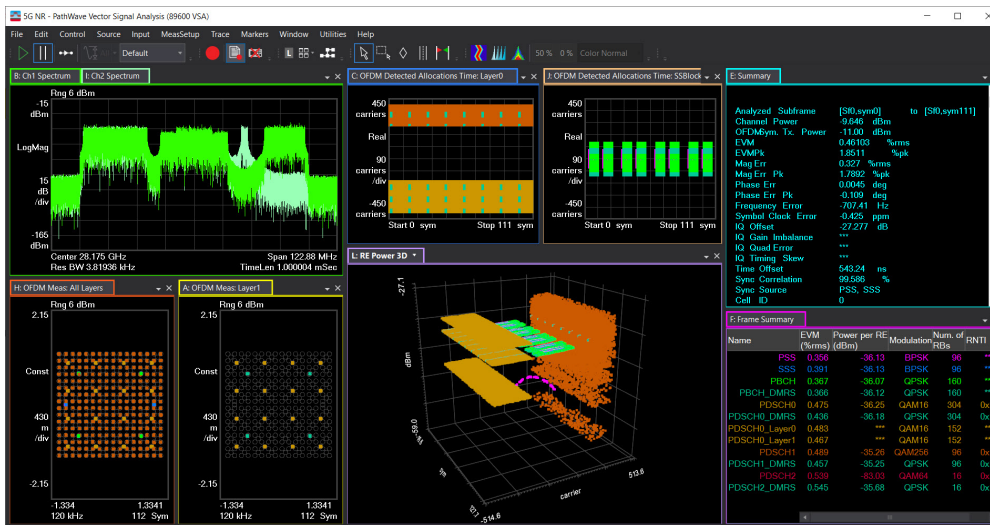 5G NR - PathWave Vector Signal Analysis (89600 VSA)
File Edit Control Source Input MeasSetup Trace Markers Window Utilities Help
Default
50 % 0 % Color Normal
B: Ch1 Spectrum I: Ch2 Spectrum
Rng 6 dBm
-15
dBm
LogMag
15
dB
/div
-165
dBm
Center 28.175 GHz Span 122.88 MHz
Res BW 3.81936 kHz TimeLen 1.000004 mSec
C: OFDM Detected Allocations Time: Layer0
450
carriers
Real
90
carriers
/div
-450
carriers
Start 0 sym Stop 111 sym
J: OFDM Detected Allocations Time: SSBlock
450
carriers
Real
90
carriers
/div
-450
carriers
Start 0 sym Stop 111 sym
E: Summary
Analyzed Subframe [Sf0,sym0] to [Sf0,sym111]
Channel Power -9.646 dBm
OFDMSym. Tx. Power -11.00 dBm
EVM 0.46103 %rms
EVMPk 1.8511 %pk
Mag Err 0.327 %rms
Mag Err Pk 1.7892 %pk
Phase Err 0.0045 deg
Phase Err Pk -0.109 deg
Frequency Error -707.41 Hz
Symbol Clock Error -0.425 ppm
IQ Offset -27.277 dB
IQ Gain Imbalance ***
IQ Quad Error ***
IQ Timing Skew ***
Time Offset 543.24 ns
Sync Correlation 99.586 %
Sync Source PSS, SSS
Cell ID 0
H: OFDM Meas: All Layers
Rng 6 dBm
2.15
Const
430
m
/div
-2.15
-1.334 1.3341
120 kHz 112 Sym
A: OFDM Meas: Layer1
Rng 6 dBm
2.15
Const
430
m
/div
-2.15
-1.334 1.3341
120 kHz 112 Sym
L: RE Power 3D
-27.1
dBm
-59.0
carrier
513.6
-514.6
F: Frame Summary
Name EVM (%rms) Power per RE (dBm) Modulation Num. of RBs RNTI
PSS 0.356 -36.13 BPSK 96 **
SSS 0.391 -36.13 BPSK 96 **
PBCH 0.367 -36.07 QPSK 160 **
PBCH_DMRS 0.366 -36.12 QPSK 160 **
PDSCH0 0.475 -36.25 QAM16 304 0x
PDSCH0_DMRS 0.436 -36.18 QPSK 304 0x
PDSCH0_Layer0 0.483 *** QAM16 152 **
PDSCH0_Layer1 0.467 *** QAM16 152 **
PDSCH1 0.489 -35.26 QAM256 96 0x
PDSCH1_DMRS 0.457 -35.25 QPSK 96 0x
PDSCH2 0.539 -83.03 QAM64 16 0x
PDSCH2_DMRS 0.545 -35.68 QPSK 16 0x